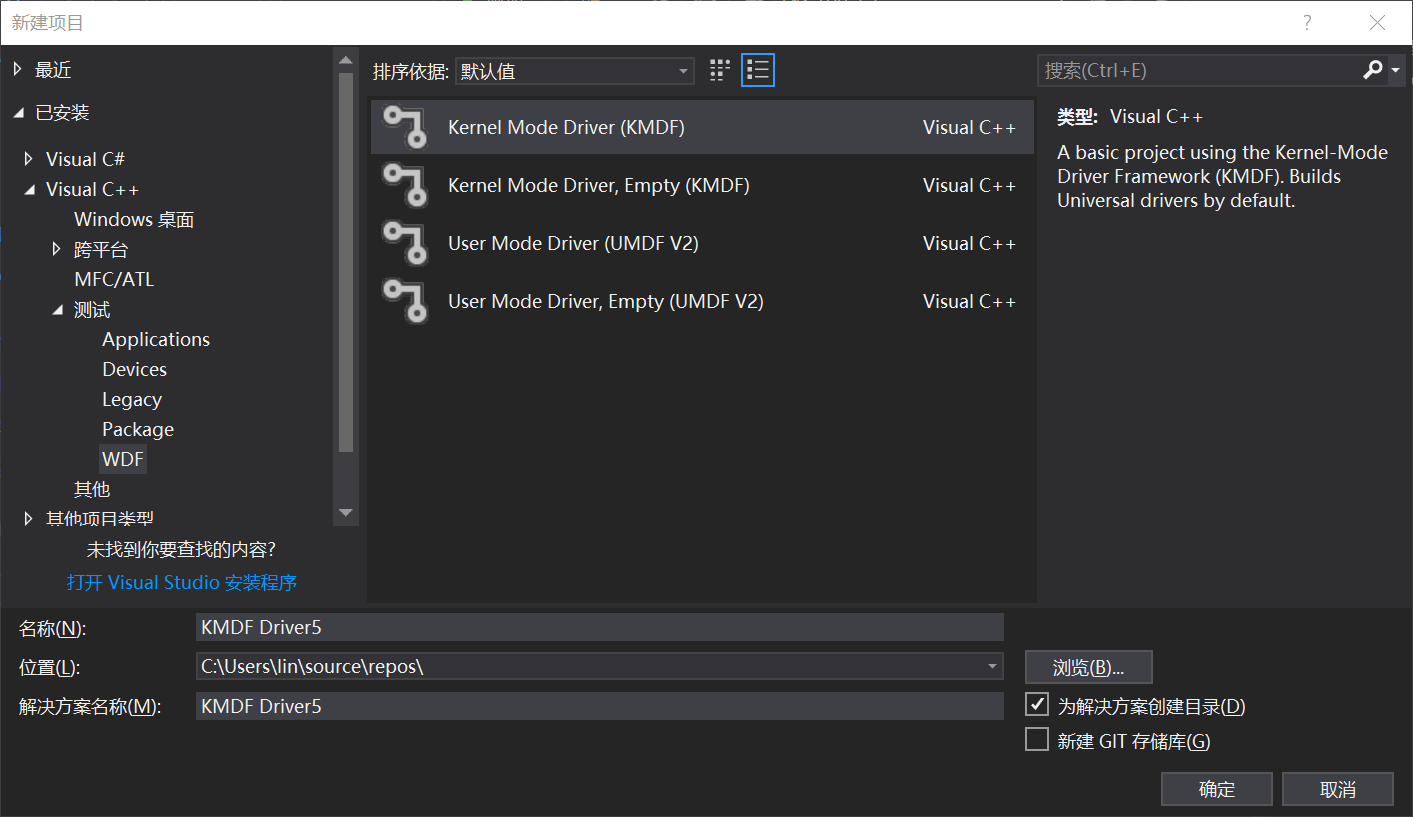 新建项目
?
最近
已安装
Visual C#
Visual C++
Windows 桌面
跨平台
MFC/ATL
测试
Applications
Devices
Legacy
Package
WDF
其他
其他项目类型
未找到你要查找的内容?
打开 Visual Studio 安装程序
排序依据: 默认值
Kernel Mode Driver (KMDF) Visual C++
Kernel Mode Driver, Empty (KMDF) Visual C++
User Mode Driver (UMDF V2) Visual C++
User Mode Driver, Empty (UMDF V2) Visual C++
搜索(Ctrl+E)
类型: Visual C++
A basic project using the Kernel-Mode
Driver Framework (KMDF). Builds
Universal drivers by default.
名称(N): KMDF Driver5
位置(L): C:\Users\lin\source\repos\ 浏览(B)...
解决方案名称(M): KMDF Driver5 为解决方案创建目录(D)
新建 GIT 存储库(G)
确定 取消